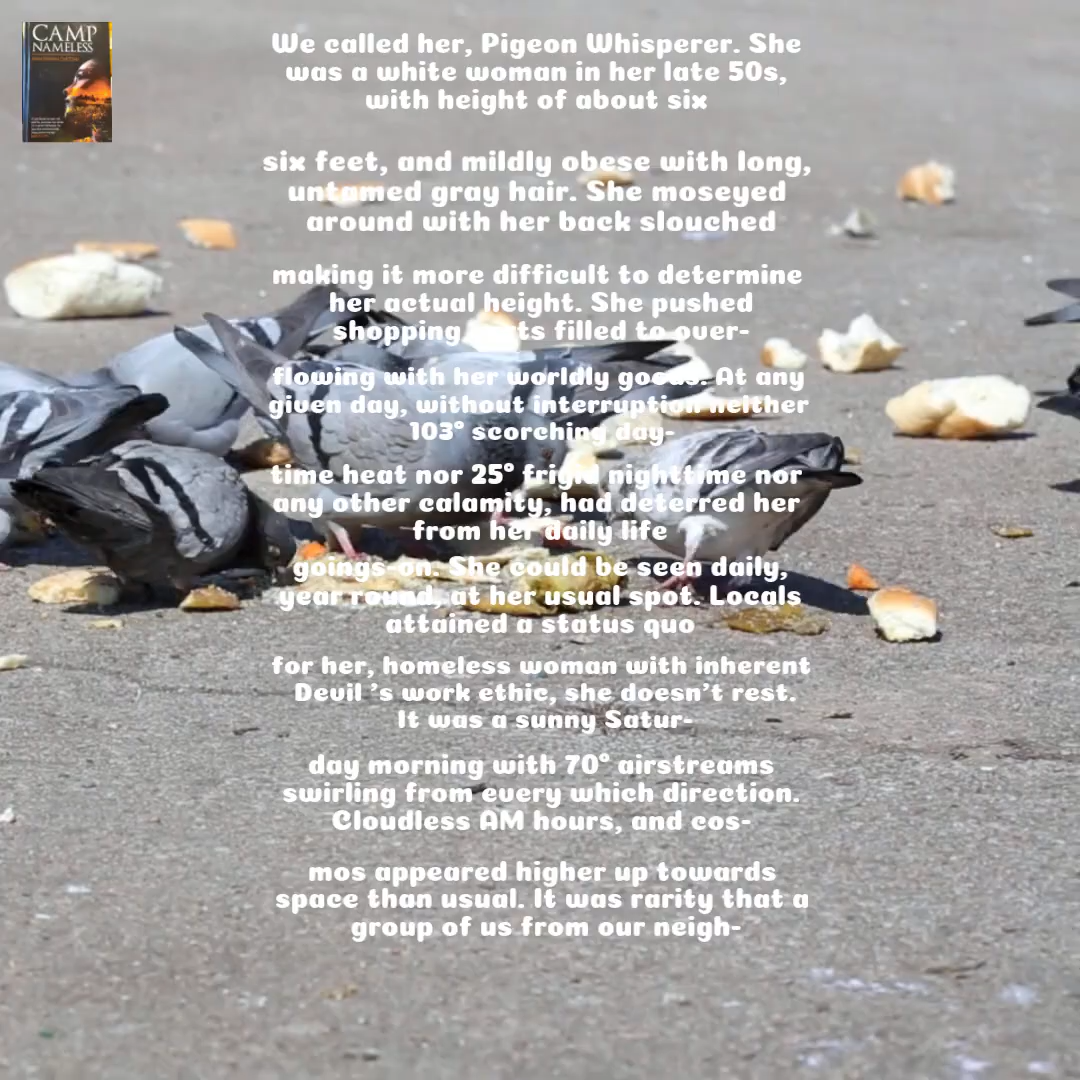 CAMP
NAMELESS
We called her, Pigeon Whisperer. She
was a white woman in her late 50s,
with height of about six
six feet, and mildly obese with long,
untamed gray hair. She moseyed
around with her back slouched
making it more difficult to determine
her actual height. She pushed
shopping carts filled to over-
flowing with her worldly goods. At any
given day, without interruption neither
103° scorching day-
time heat nor 25° frigid nighttime nor
any other calamity, had deterred her
from her daily life
goings-on. She could be seen daily,
year round, at her usual spot. Locals
attained a status quo
for her, homeless woman with inherent
Devil 's work ethic, she doesn't rest.
It was a sunny Satur-
day morning with 70° airstreams
swirling from every which direction.
Cloudless AM hours, and cos-
mos appeared higher up towards
space than usual. It was rarity that a
group of us from our neigh-